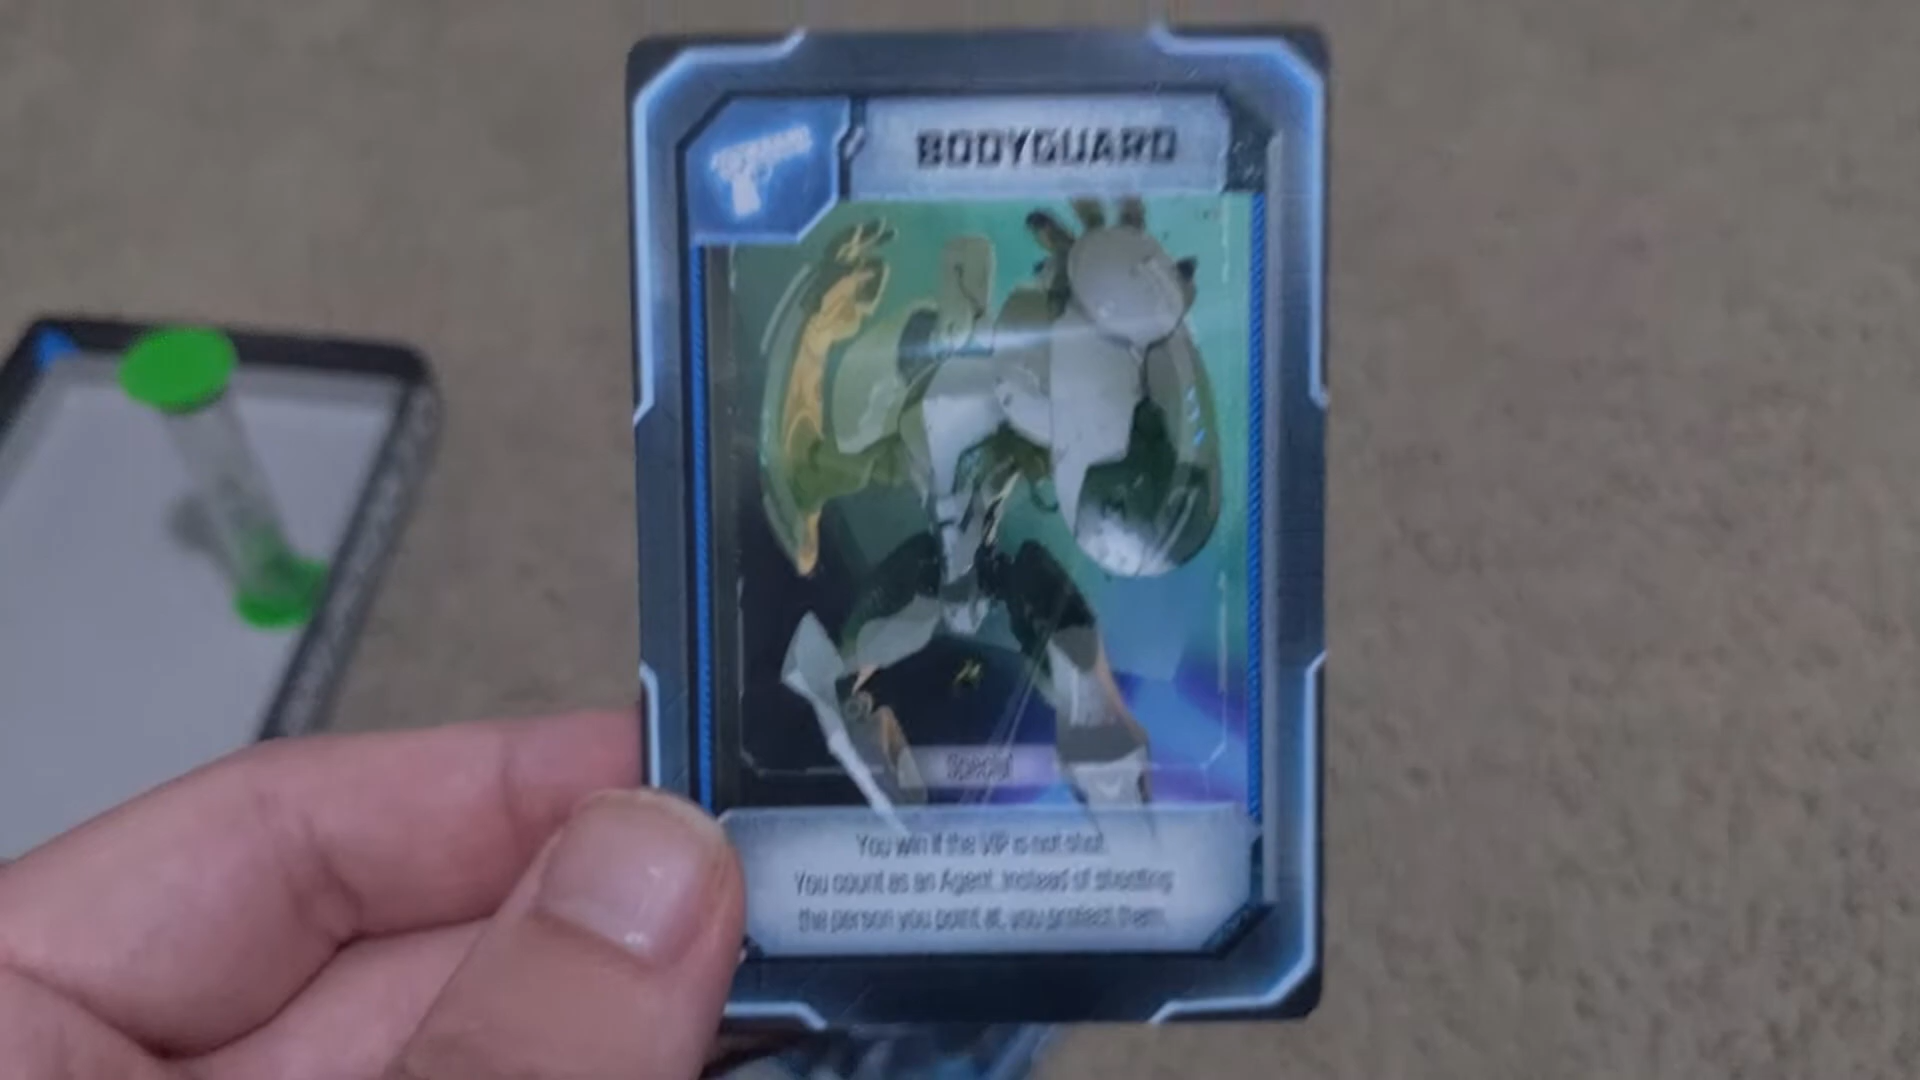 BODYGUARD
Special
You win if the VIP is not shot.
You count as an Agent. Instead of shooting
the person you point at, you protect them.